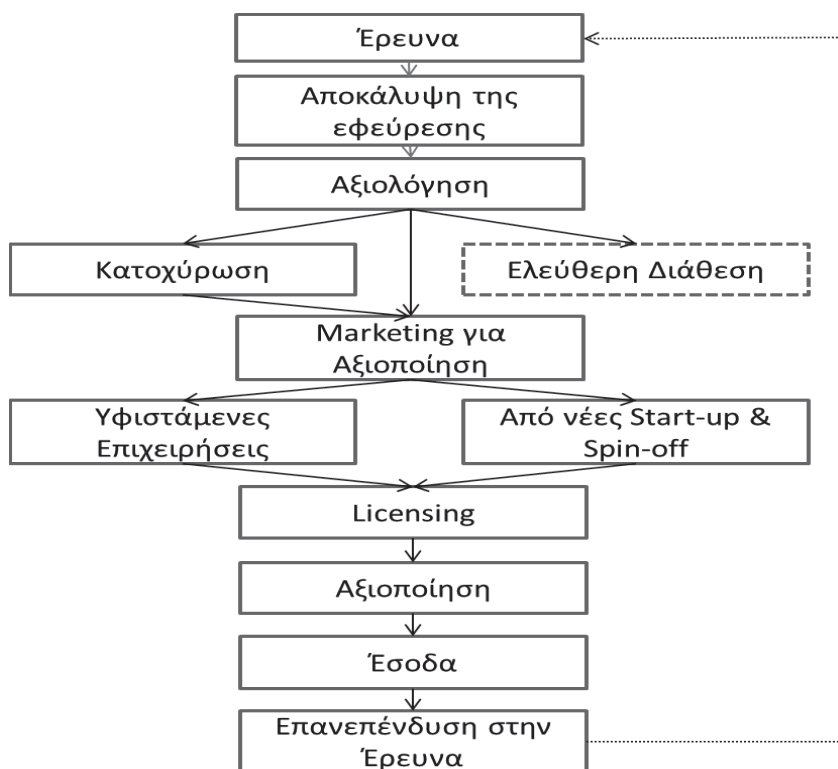 Έρευνα
Αποκάλυψη της
εφεύρεσης
Αξιολόγηση
Κατοχύρωση
Ελεύθερη Διάθεση
Marketing για
Αξιοποίηση
Υφιστάμενες
Επιχειρήσεις
Από νέες Start-up &
Spin-off
Licensing
Αξιοποίηση
Έσοδα
Επανεπένδυση στην
Έρευνα